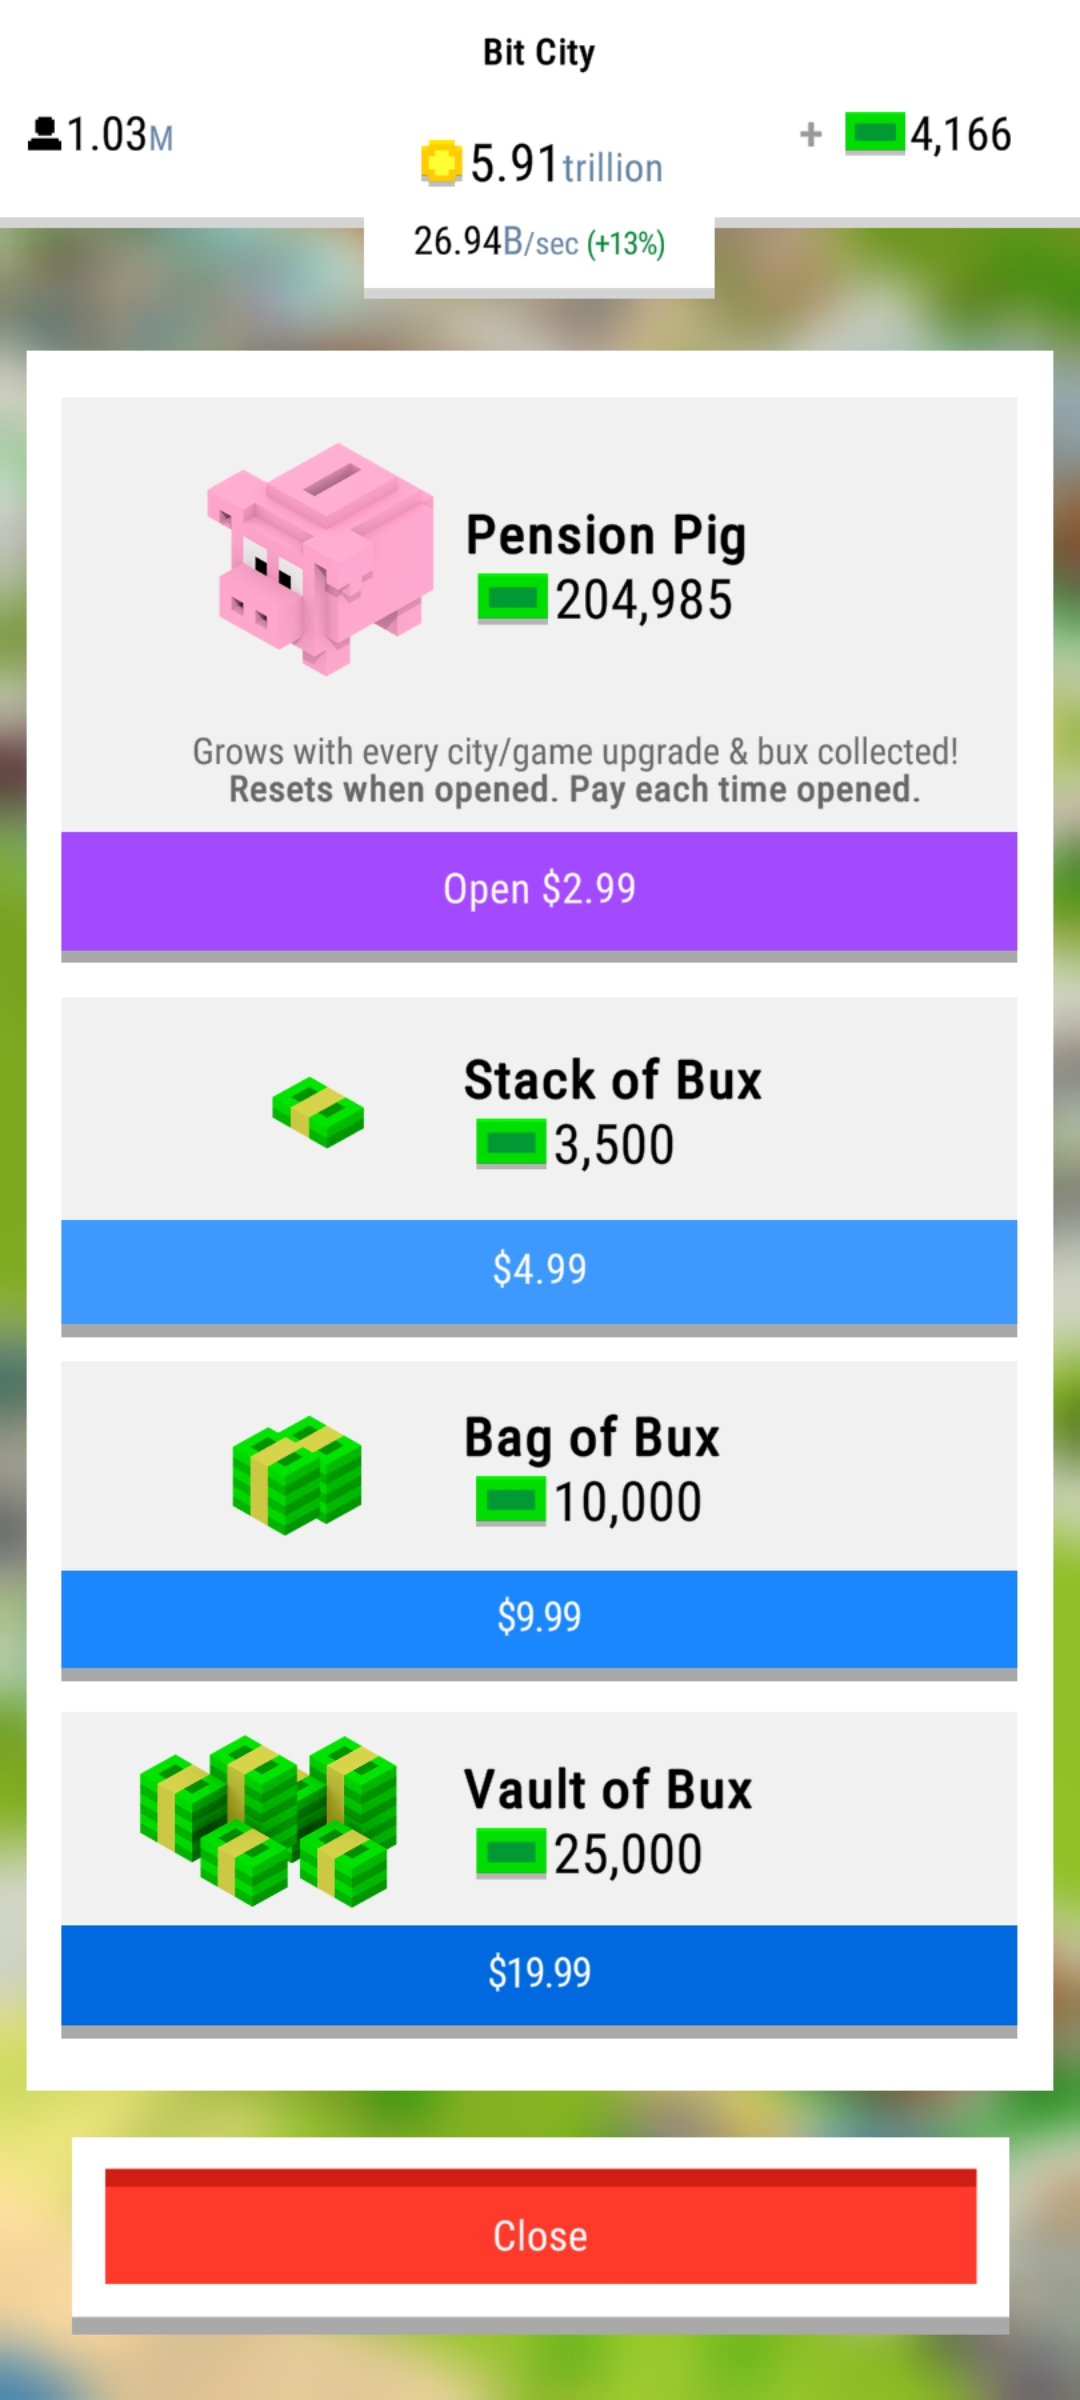 Bit City
1.03M
5.91trillion
+ 4,166
26.94B/sec (+13%)
Pension Pig
204,985
Grows with every city/game upgrade & bux collected!
Resets when opened. Pay each time opened.
Open $2.99
Stack of Bux
3,500
$4.99
Bag of Bux
10,000
$9.99
Vault of Bux
25,000
$19.99
Close